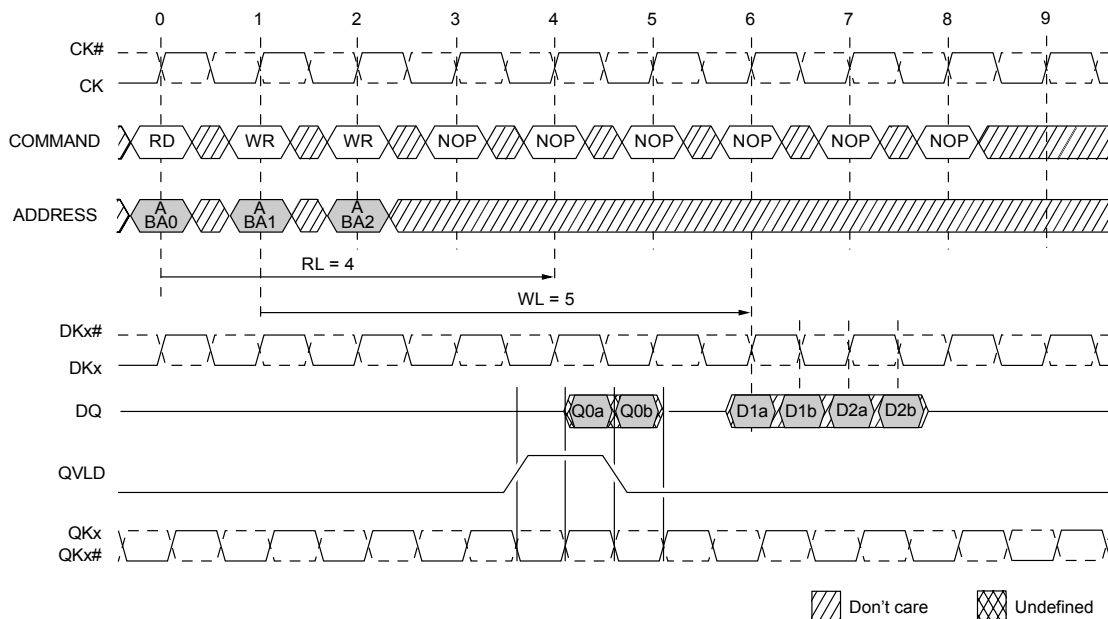 0 1 2 3 4 5 6 7 8 9
CK#
CK
COMMAND RD WR WR NOP NOP NOP NOP NOP NOP
ADDRESS A BA0 A BA1 A BA2
RL = 4
WL = 5
DKx#
DKx
DQ Q0a Q0b D1a D1b D2a D2b
QVLD
QKx
QKx#
Don't care Undefined